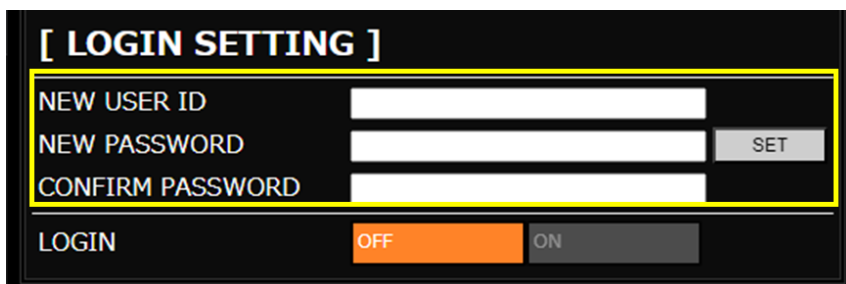 [ LOGIN SETTING ]
NEW USER ID
NEW PASSWORD SET
CONFIRM PASSWORD
LOGIN OFF ON